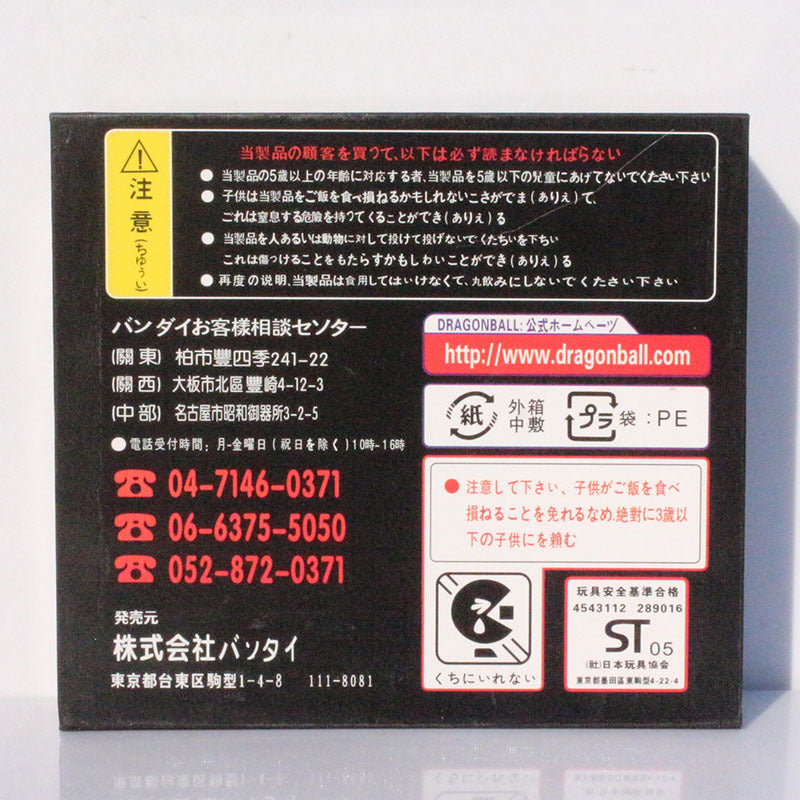 当製品の顧客を買つて、以下は必ず読まなければらない
注意(ちゆうい)
● 当製品の5歳以上の年齢に対応する者、当製品を5歳以下の児童にあげてないでください下さい
● 子供は当製品をご飯を食べ損ねるかもしれないこさがでま(ありえ)て、
これは窒息する危険を持つてくることができ(ありえ)る
● 当製品を人あるいは動物に対して投けて投げないでくたちいを下ちい
これは傷つけることをもたらすかもしわいことができ(ありえ)る
● 再度の説明、当製品は食用してはいけなくて、丸飲みにしないでください下さい
バンダイお客様相談セソター
(關東) 柏市豐四季241-22
(關西) 大板市北區豐崎4-12-3
(中部) 名古屋市昭和御器所3-2-5
●電話受付時間:月-金曜日(祝日を除く)10時-16時
04-7146-0371
06-6375-5050
052-872-0371
発売元
株式会社バソタイ
東京都台東区駒型1-4-8 111-8081
DRAGONBALL:公式ホームペーヅ
http://www.dragonball.com
紙 外箱 中敷 プラ 袋:PE
● 注意して下さい、子供がご飯を食べ
損ねることを免れるなめ.絶對に3歳以
下の子供にを頼む
くちにいれない
玩具安全基準合格
4543112 289016
ST 05
(社)日本玩具協会
東京都墨田区東駒型4-22-4